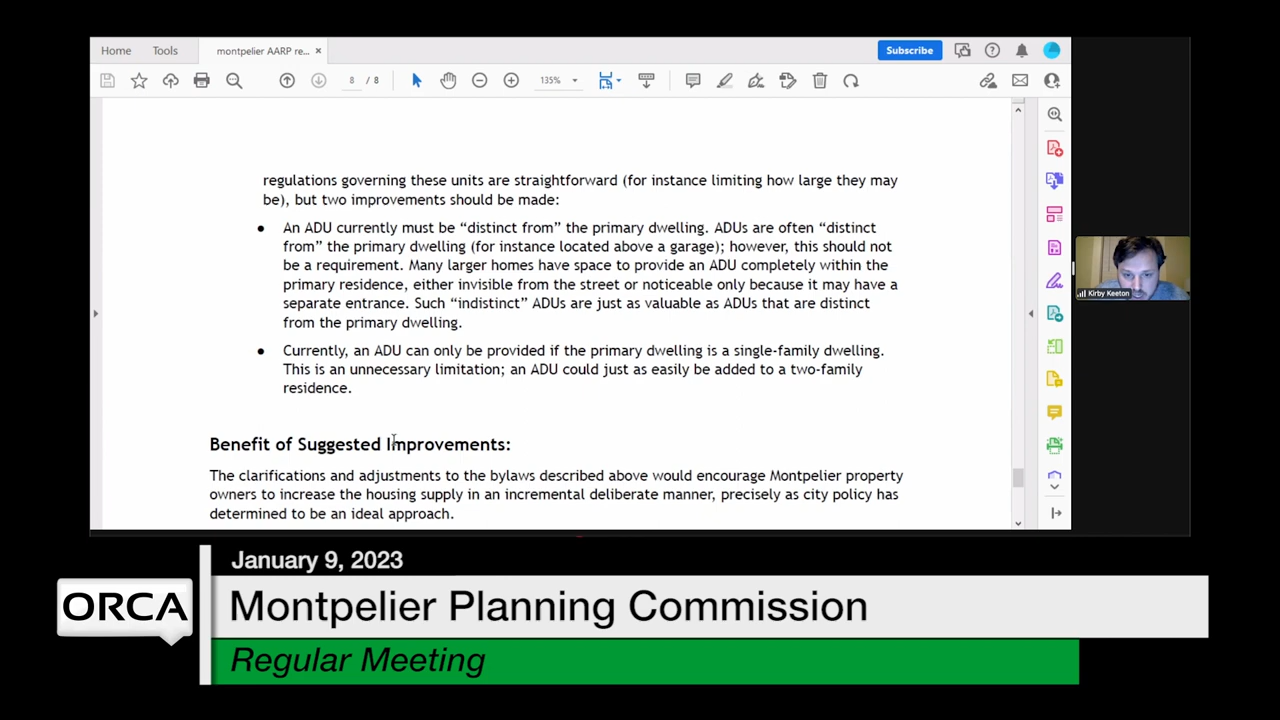 Home
Tools
montpelier AARP re... ×
Subscribe
8 / 8
135%
regulations governing these units are straightforward (for instance limiting how large they may
be), but two improvements should be made:
● An ADU currently must be “distinct from” the primary dwelling. ADUs are often “distinct
from” the primary dwelling (for instance located above a garage); however, this should not
be a requirement. Many larger homes have space to provide an ADU completely within the
primary residence, either invisible from the street or noticeable only because it may have a
separate entrance. Such “indistinct” ADUs are just as valuable as ADUs that are distinct
from the primary dwelling.
● Currently, an ADU can only be provided if the primary dwelling is a single-family dwelling.
This is an unnecessary limitation; an ADU could just as easily be added to a two-family
residence.
Benefit of Suggested Improvements:
The clarifications and adjustments to the bylaws described above would encourage Montpelier property
owners to increase the housing supply in an incremental deliberate manner, precisely as city policy has
determined to be an ideal approach.
Kirby Keeton
January 9, 2023
ORCA
Montpelier Planning Commission
Regular Meeting